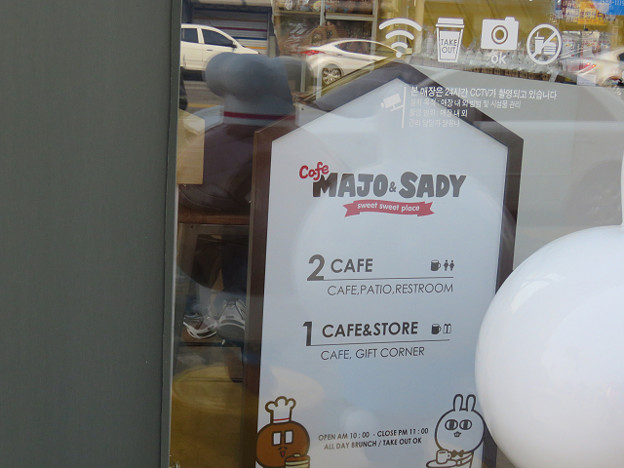 TAKE OUT
OK
본 매장은 24시간 CCTV가 촬영되고 있습니다
Cafe
MAJO & SADY
sweet sweet place
2 CAFE
CAFE,PATIO,RESTROOM
1 CAFE&STORE
CAFE, GIFT CORNER
OPEN AM 10 : 00 - CLOSE PM 11 : 00
ALL DAY BRUNCH / TAKE OUT OK